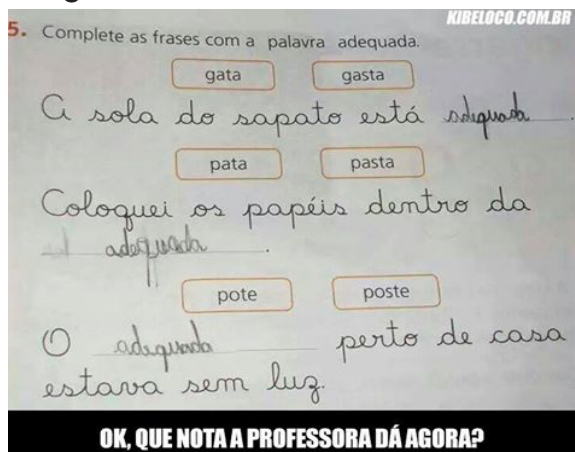 KIBELOCO.COM.BR
5. Complete as frases com a palavra adequada.
gata gasta
A sola do sapato está adequada.
pata pasta
Coloquei os papéis dentro da
adequada.
pote poste
O adequada perto de casa
estava sem luz.
OK, QUE NOTA A PROFESSORA DÁ AGORA?